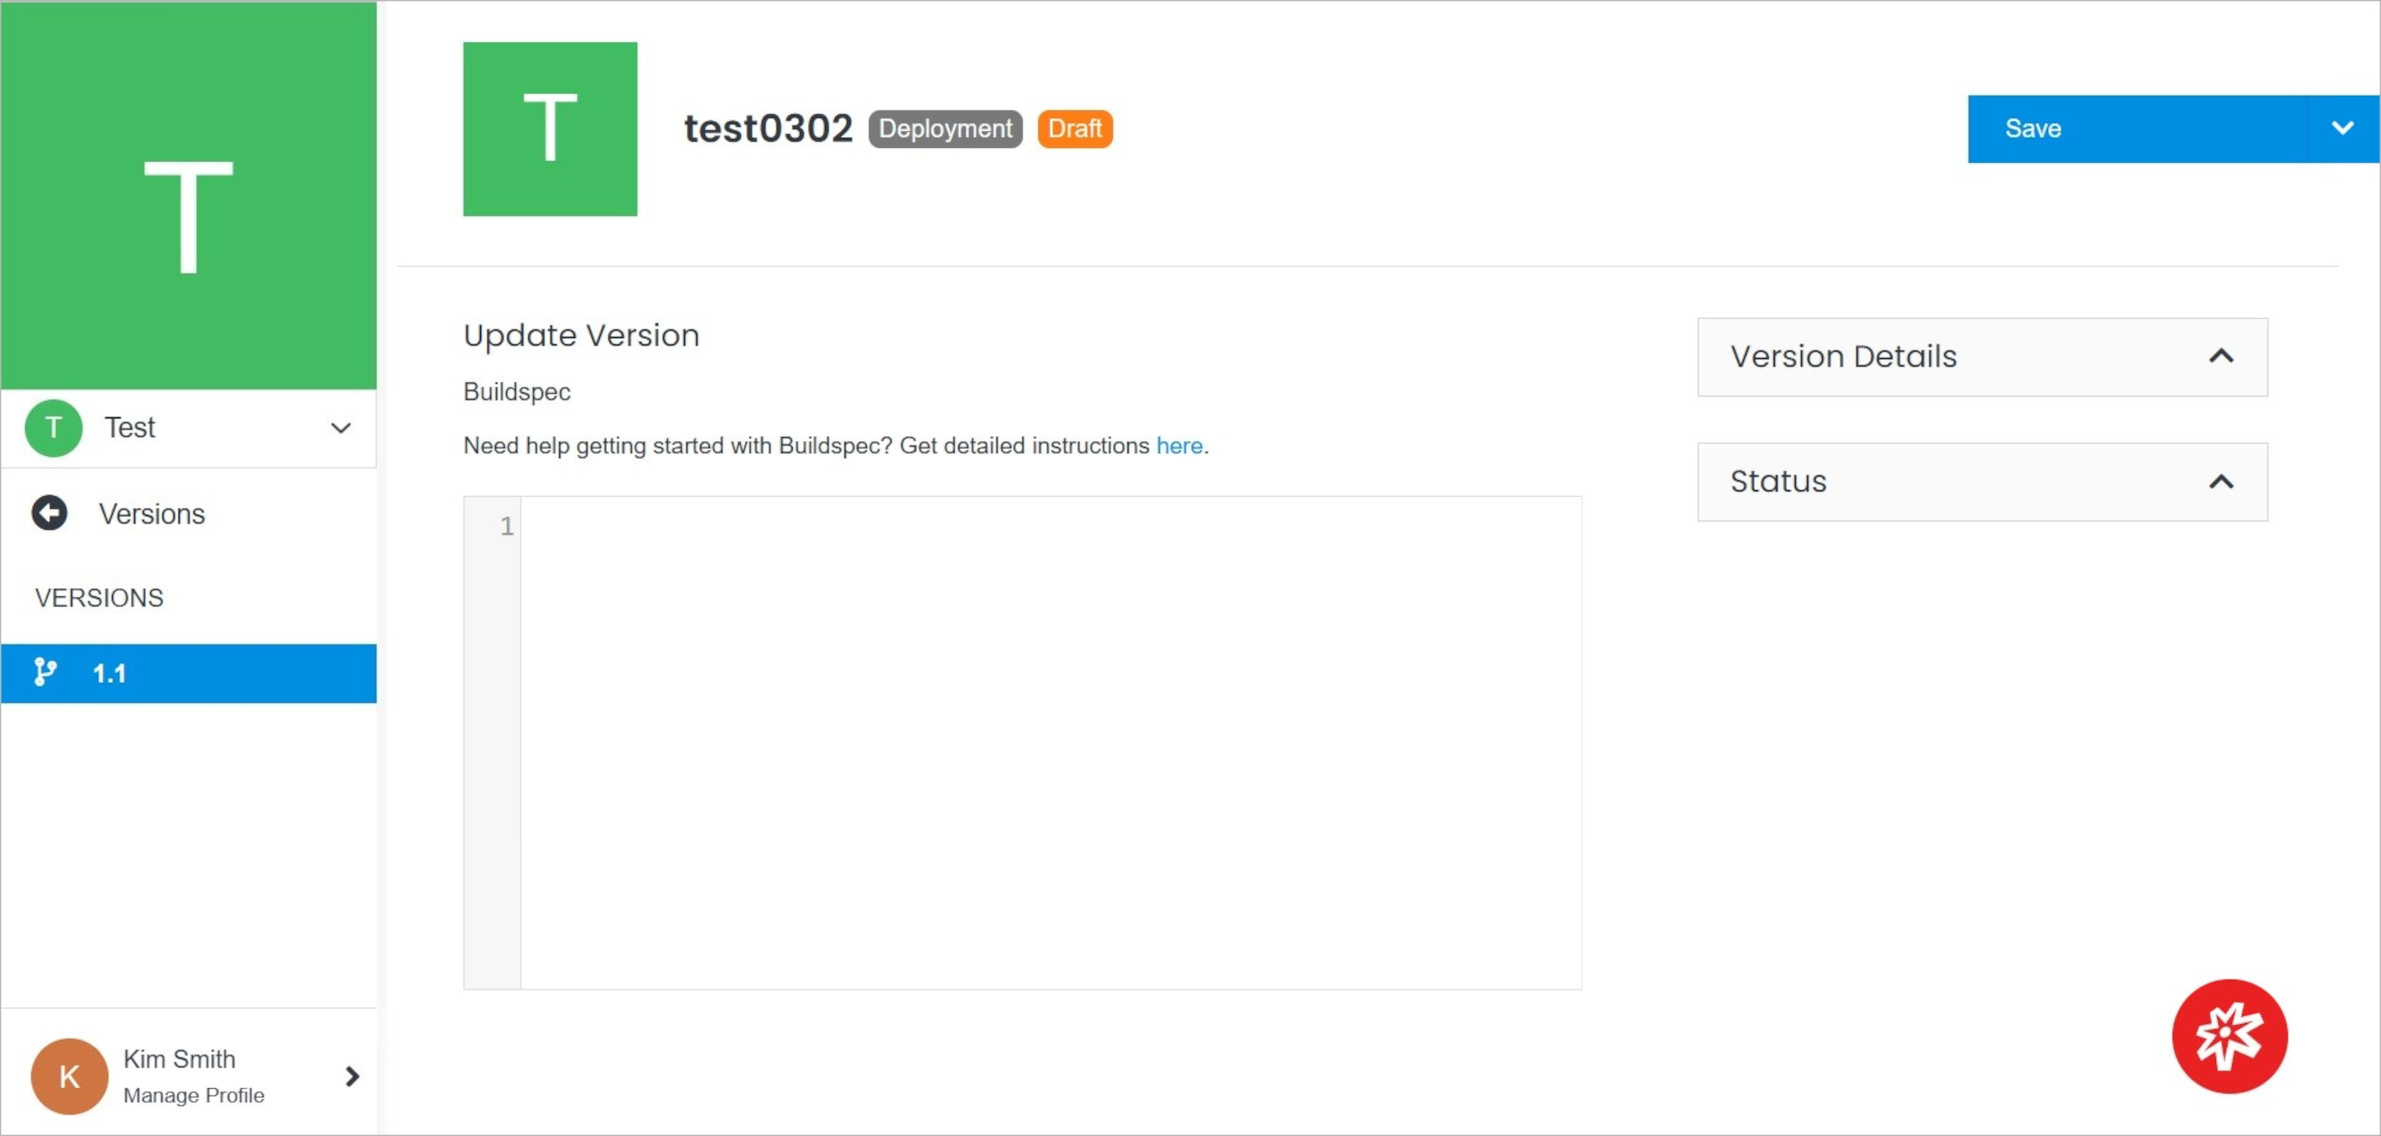 T
T
Test
Versions
VERSIONS
1.1
K
Kim Smith
Manage Profile
T
test0302
Deployment
Draft
Save
Update Version
Buildspec
Need help getting started with Buildspec? Get detailed instructions here.
1
Version Details
Status